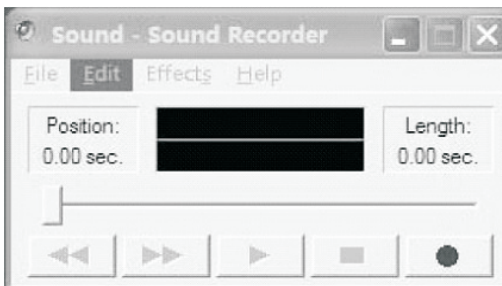 Sound - Sound Recorder
File Edit Effects Help
Position: Length:
0.00 sec. 0.00 sec.